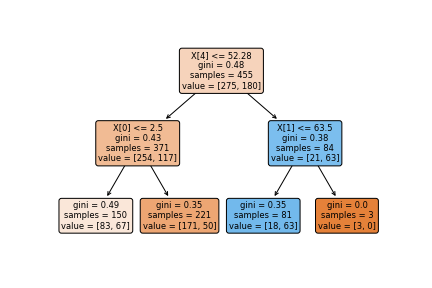 X[4] <= 52.28
gini = 0.48
samples = 455
value = [275, 180]
X[0] <= 2.5
gini = 0.43
samples = 371
value = [254, 117]
X[1] <= 63.5
gini = 0.38
samples = 84
value = [21, 63]
gini = 0.49
samples = 150
value = [83, 67]
gini = 0.35
samples = 221
value = [171, 50]
gini = 0.35
samples = 81
value = [18, 63]
gini = 0.0
samples = 3
value = [3, 0]